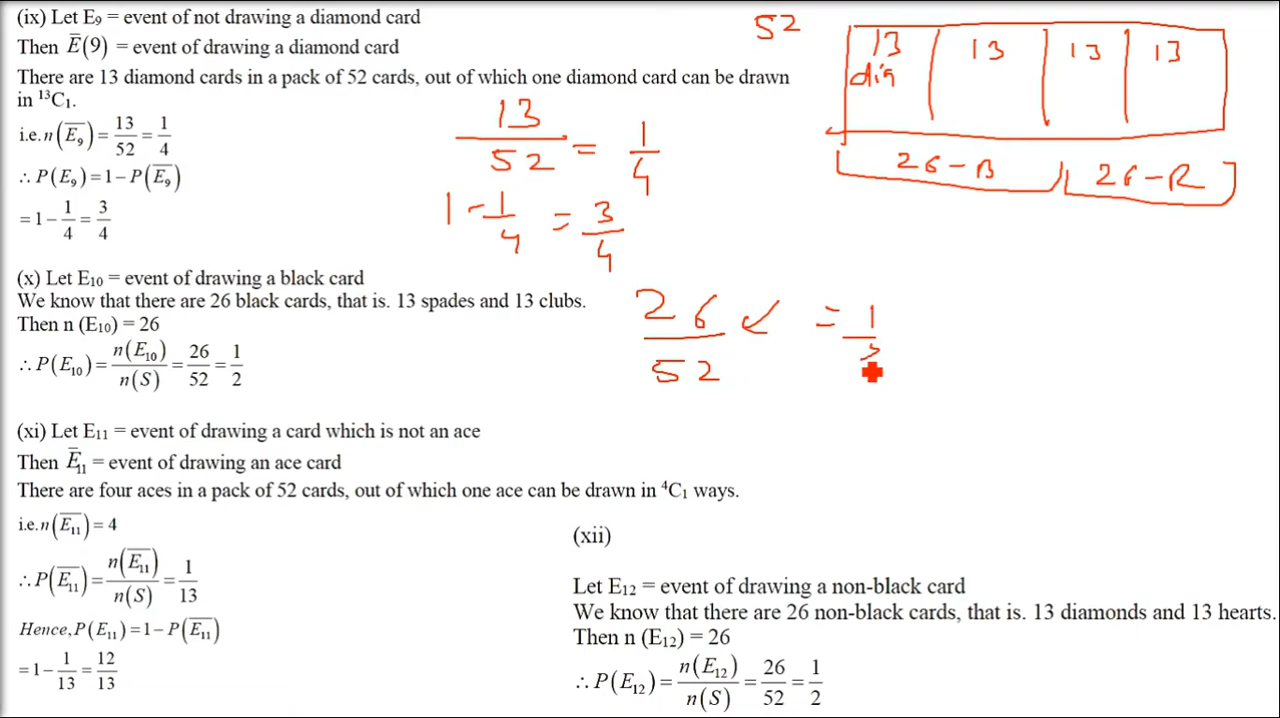 (ix) Let E₉ = event of not drawing a diamond card
Then Ē(9) = event of drawing a diamond card
There are 13 diamond cards in a pack of 52 cards, out of which one diamond card can be drawn
in ¹³C₁.
i.e. n(E̅₉) = 13/52 = 1/4
∴ P(E₉) = 1 − P(E̅₉)
= 1 − 1/4 = 3/4
52
13 13 13 13
dia
26 - B 26 - R
13/52 = 1/4
1 - 1/4 = 3/4
(x) Let E₁₀ = event of drawing a black card
We know that there are 26 black cards, that is. 13 spades and 13 clubs.
Then n (E₁₀) = 26
∴ P(E₁₀) = n(E₁₀)/n(S) = 26/52 = 1/2
26/52 = 1/
(xi) Let E₁₁ = event of drawing a card which is not an ace
Then E̅₁₁ = event of drawing an ace card
There are four aces in a pack of 52 cards, out of which one ace can be drawn in ⁴C₁ ways.
i.e. n(E̅₁₁) = 4
∴ P(E̅₁₁) = n(E̅₁₁)/n(S) = 1/13
Hence, P(E₁₁) = 1 − P(E̅₁₁)
= 1 − 1/13 = 12/13
(xii)
Let E₁₂ = event of drawing a non-black card
We know that there are 26 non-black cards, that is. 13 diamonds and 13 hearts.
Then n (E₁₂) = 26
∴ P(E₁₂) = n(E₁₂)/n(S) = 26/52 = 1/2